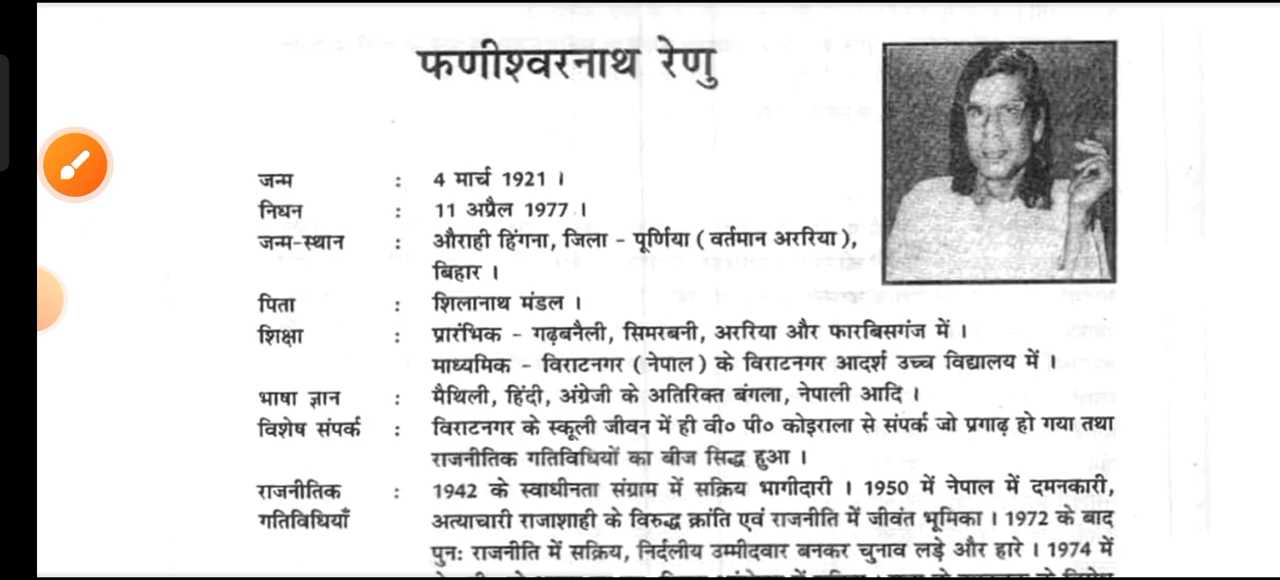 फणीश्वरनाथ रेणु
जन्म : 4 मार्च 1921 ।
निधन : 11 अप्रैल 1977 ।
जन्म-स्थान : औराही हिंगना, जिला - पूर्णिया ( वर्तमान अररिया ),
बिहार ।
पिता : शिलानाथ मंडल ।
शिक्षा : प्रारंभिक - गढ़बनैली, सिमरबनी, अररिया और फारबिसगंज में ।
माध्यमिक - विराटनगर ( नेपाल ) के विराटनगर आदर्श उच्च विद्यालय में ।
भाषा ज्ञान : मैथिली, हिंदी, अंग्रेजी के अतिरिक्त बंगला, नेपाली आदि ।
विशेष संपर्क : विराटनगर के स्कूली जीवन में ही वी० पी० कोइराला से संपर्क जो प्रगाढ़ हो गया तथा
राजनीतिक गतिविधियों का बीज सिद्ध हुआ ।
राजनीतिक : 1942 के स्वाधीनता संग्राम में सक्रिय भागीदारी । 1950 में नेपाल में दमनकारी,
गतिविधियाँ अत्याचारी राजाशाही के विरुद्ध क्रांति एवं राजनीति में जीवंत भूमिका । 1972 के बाद
पुनः राजनीति में सक्रिय, निर्दलीय उम्मीदवार बनकर चुनाव लड़े और हारे । 1974 में